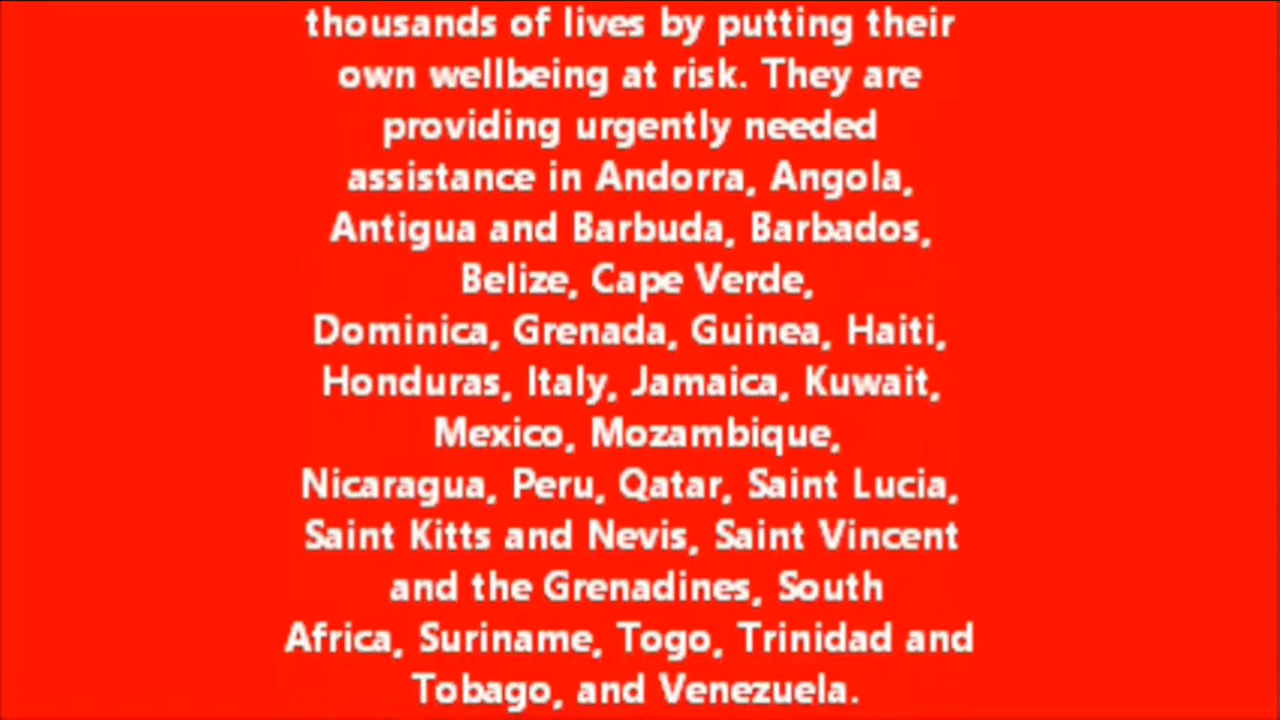 thousands of lives by putting their
own wellbeing at risk. They are
providing urgently needed
assistance in Andorra, Angola,
Antigua and Barbuda, Barbados,
Belize, Cape Verde,
Dominica, Grenada, Guinea, Haiti,
Honduras, Italy, Jamaica, Kuwait,
Mexico, Mozambique,
Nicaragua, Peru, Qatar, Saint Lucia,
Saint Kitts and Nevis, Saint Vincent
and the Grenadines, South
Africa, Suriname, Togo, Trinidad and
Tobago, and Venezuela.